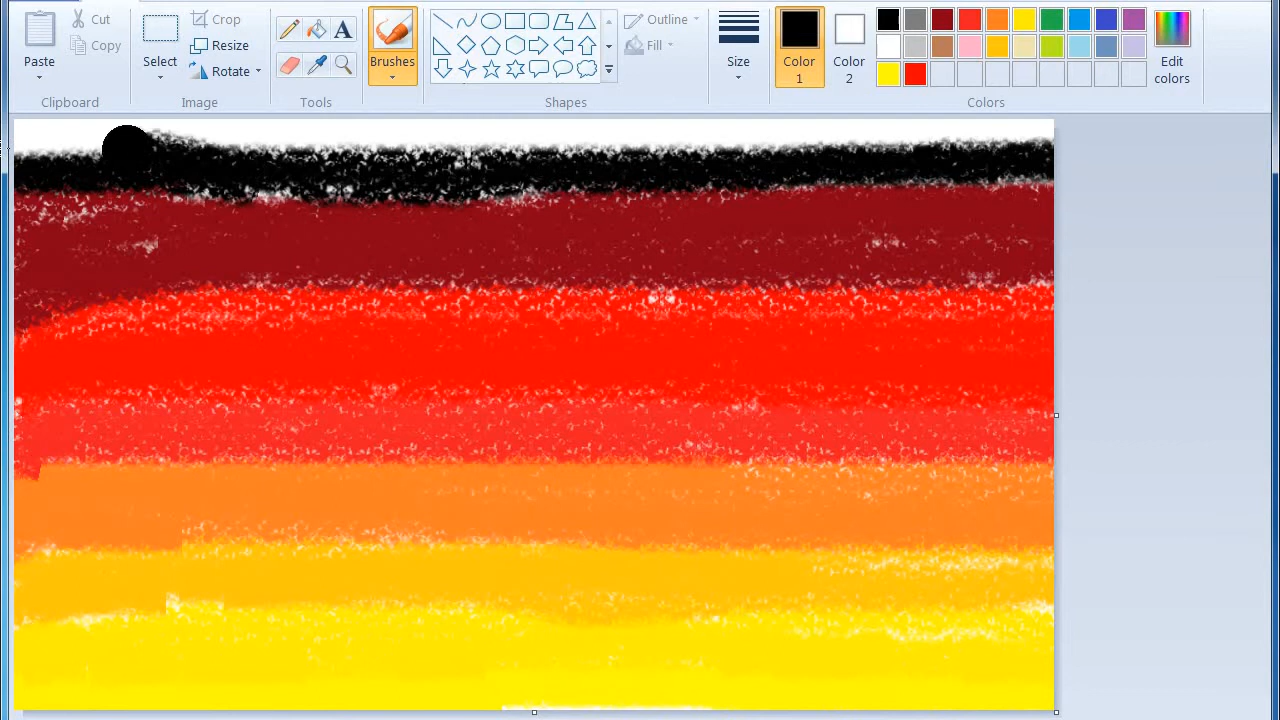 Cut
Copy
Paste
Clipboard
Crop
Resize
Rotate
Select
Image
A
Tools
Brushes
Outline
Fill
Shapes
Size
Color
1
Color
2
Edit
colors
Colors